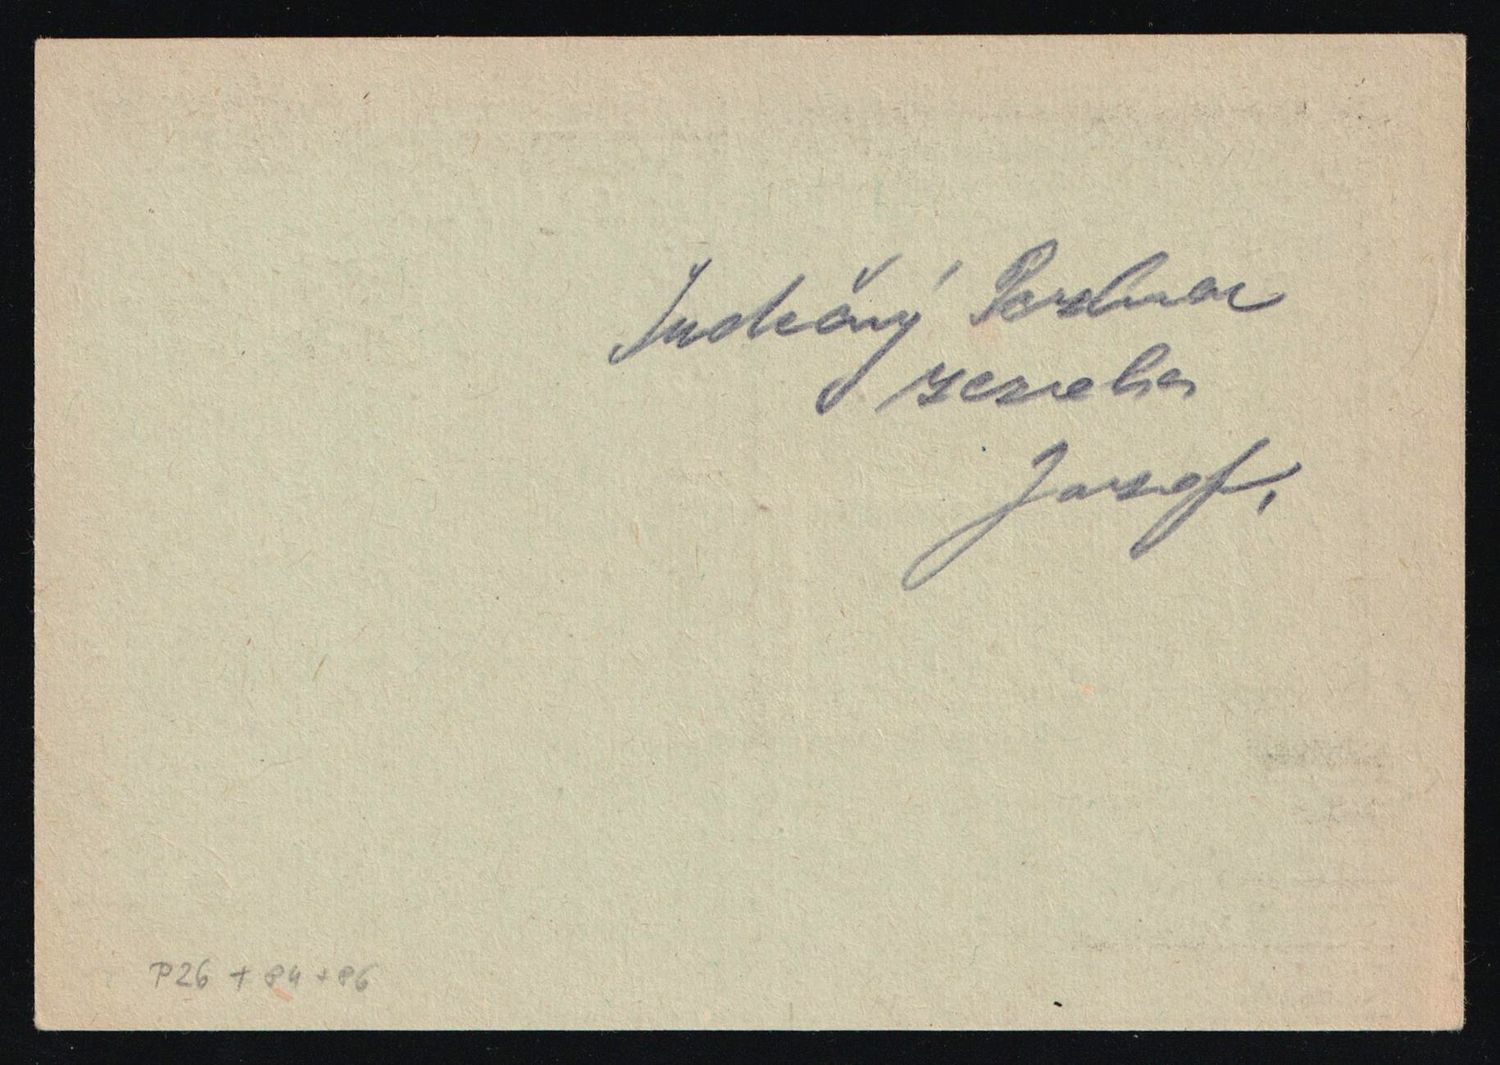 Srdečný Pozdrav
Josef.
P26 + 84 + 86